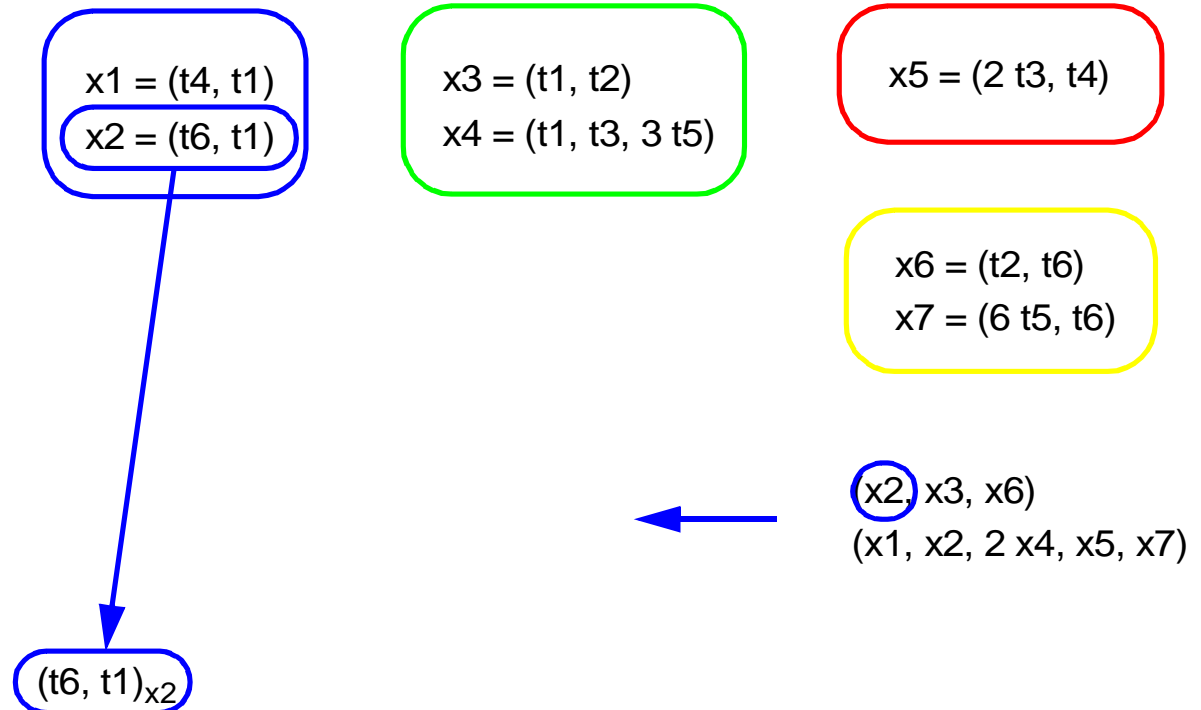 x1 = (t4, t1)
x2 = (t6, t1)
x3 = (t1, t2)
x4 = (t1, t3, 3 t5)
x5 = (2 t3, t4)
x6 = (t2, t6)
x7 = (6 t5, t6)
(x2, x3, x6)
(x1, x2, 2 x4, x5, x7)
(t6, t1)x2